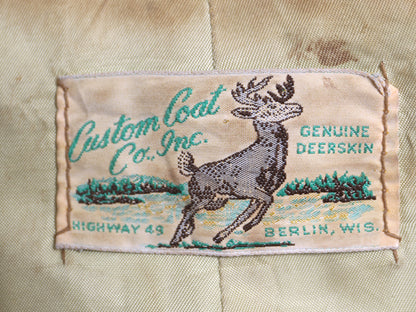 Custom Coat
Co., Inc.
GENUINE
DEERSKIN
HIGHWAY 49
BERLIN, WIS.